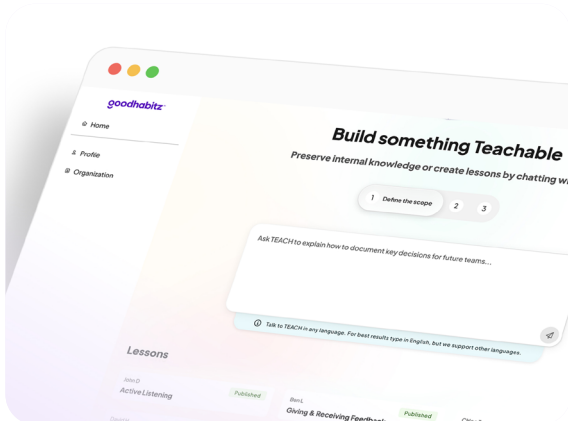 goodhabitz
Home
Profile
Organization
Build something Teachable
Preserve internal knowledge or create lessons by chatting
1 Define the scope 2 3
Ask TEACH to explain how to document key decisions for future teams...
Talk to TEACH in any language. For best results type in English, but we support other languages.
Lessons
John D
Active Listening
Published
Ben L
Giving & Receiving Feedback
Published